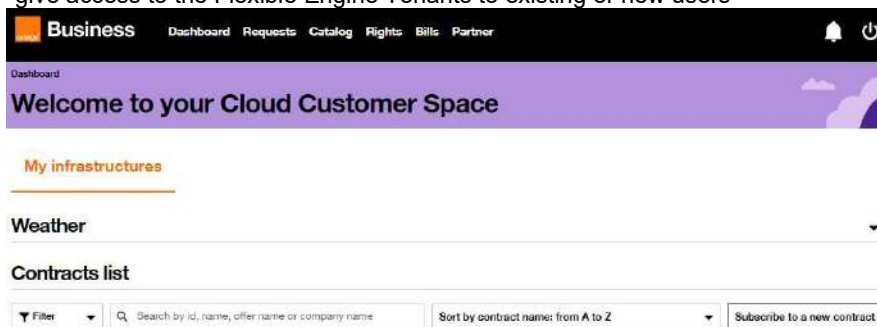 give access to the Flexible Engine Tenants to existing or new users
Business Dashboard Requests Catalog Rights Bills Partner
Dashboard
Welcome to your Cloud Customer Space
My infrastructures
Weather
Contracts list
Filter Search by id, name, offer name or company name Sort by contract name: from A to Z Subscribe to a new contract